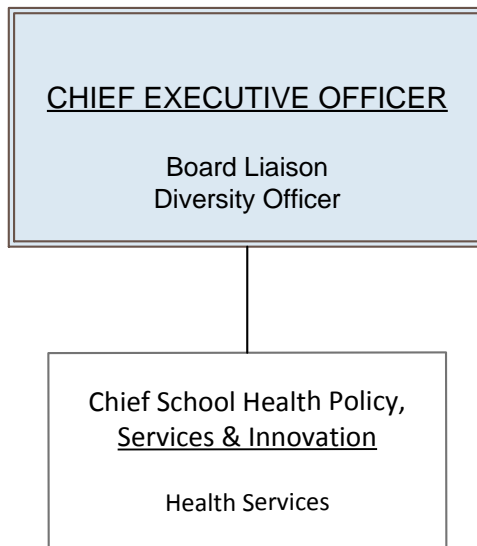 CHIEF EXECUTIVE OFFICER
Board Liaison
Diversity Officer
Chief School Health Policy,
Services & Innovation
Health Services